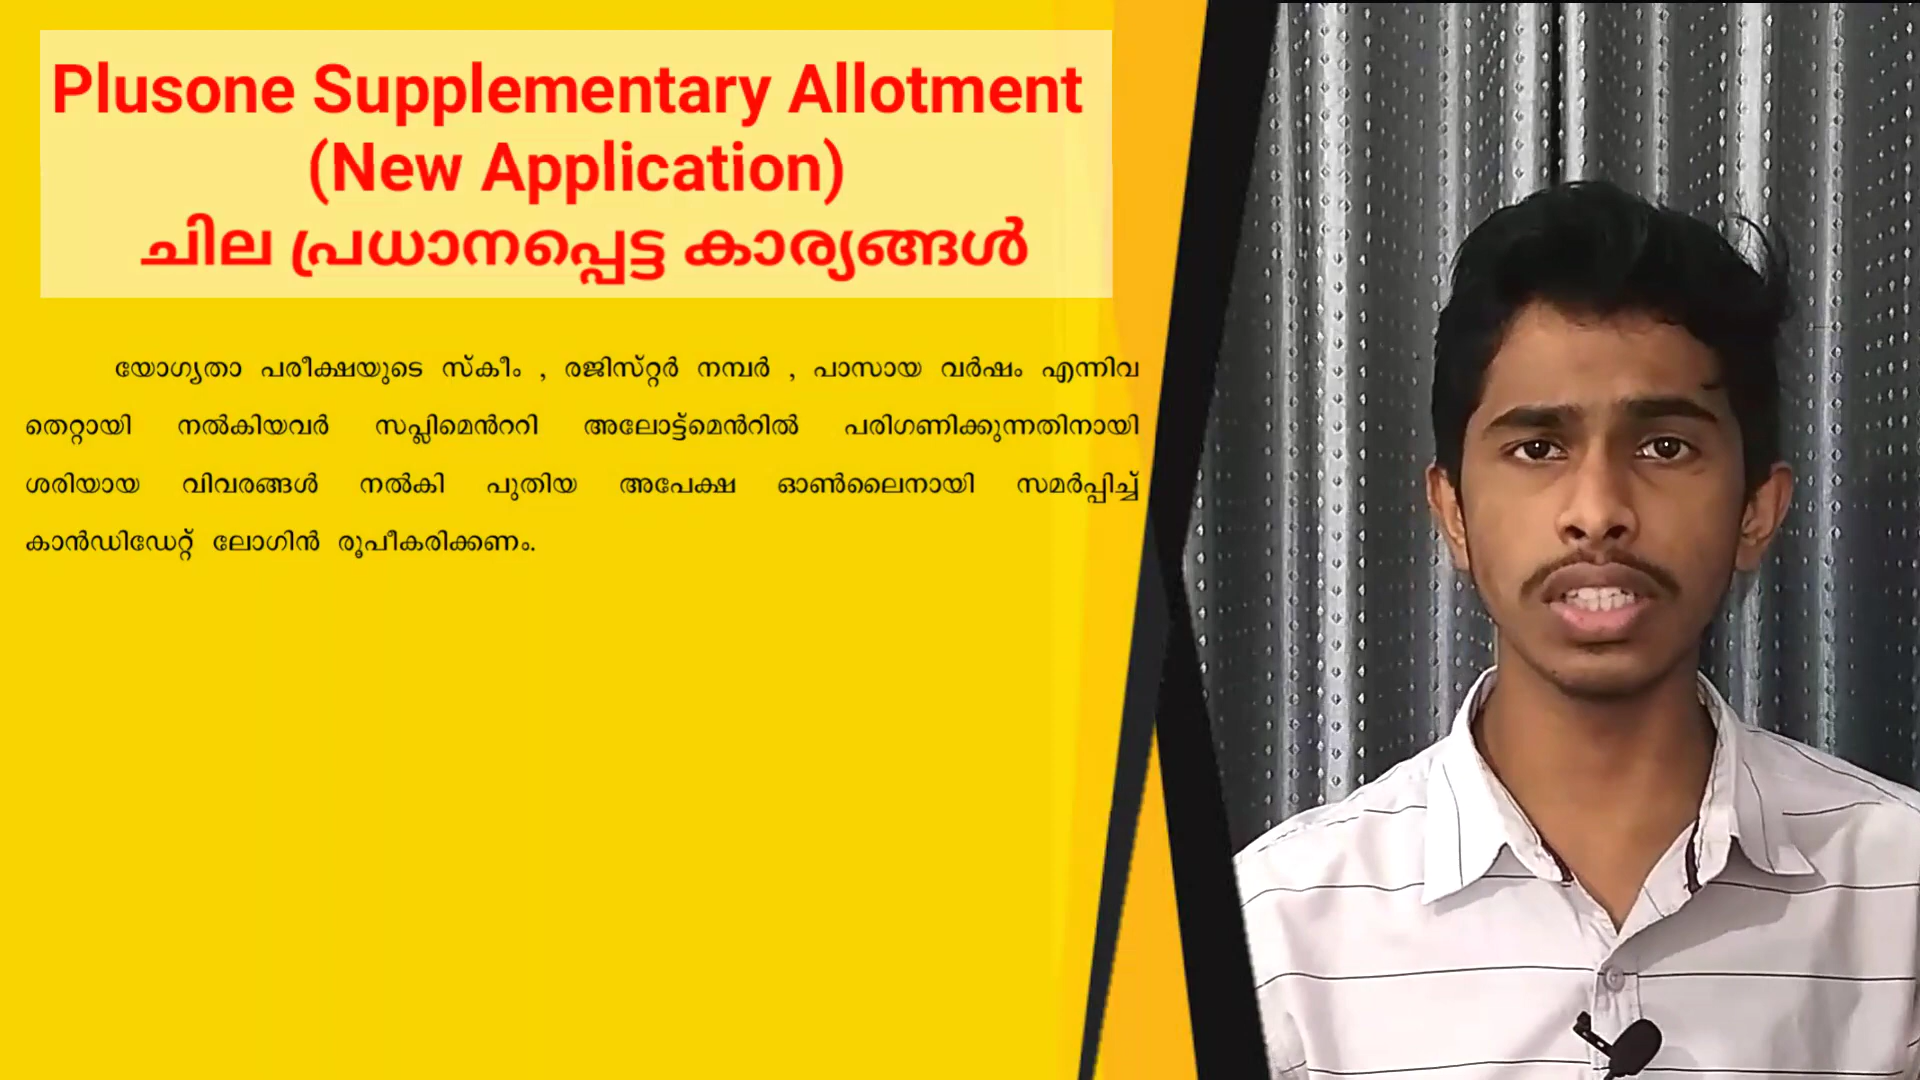 Plusone Supplementary Allotment
(New Application)
ചില പ്രധാനപ്പെട്ട കാര്യങ്ങൾ
യോഗ്യതാ പരീക്ഷയുടെ സ്കീം , രജിസ്റ്റർ നമ്പർ , പാസായ വർഷം എന്നിവ
തെറ്റായി നൽകിയവർ സപ്ലിമെൻററി അലോട്ട്മെൻറിൽ പരിഗണിക്കുന്നതിനായി
ശരിയായ വിവരങ്ങൾ നൽകി പുതിയ അപേക്ഷ ഓൺലൈനായി സമർപ്പിച്ച്
കാൻഡിഡേറ്റ് ലോഗിൻ രൂപീകരിക്കണം.